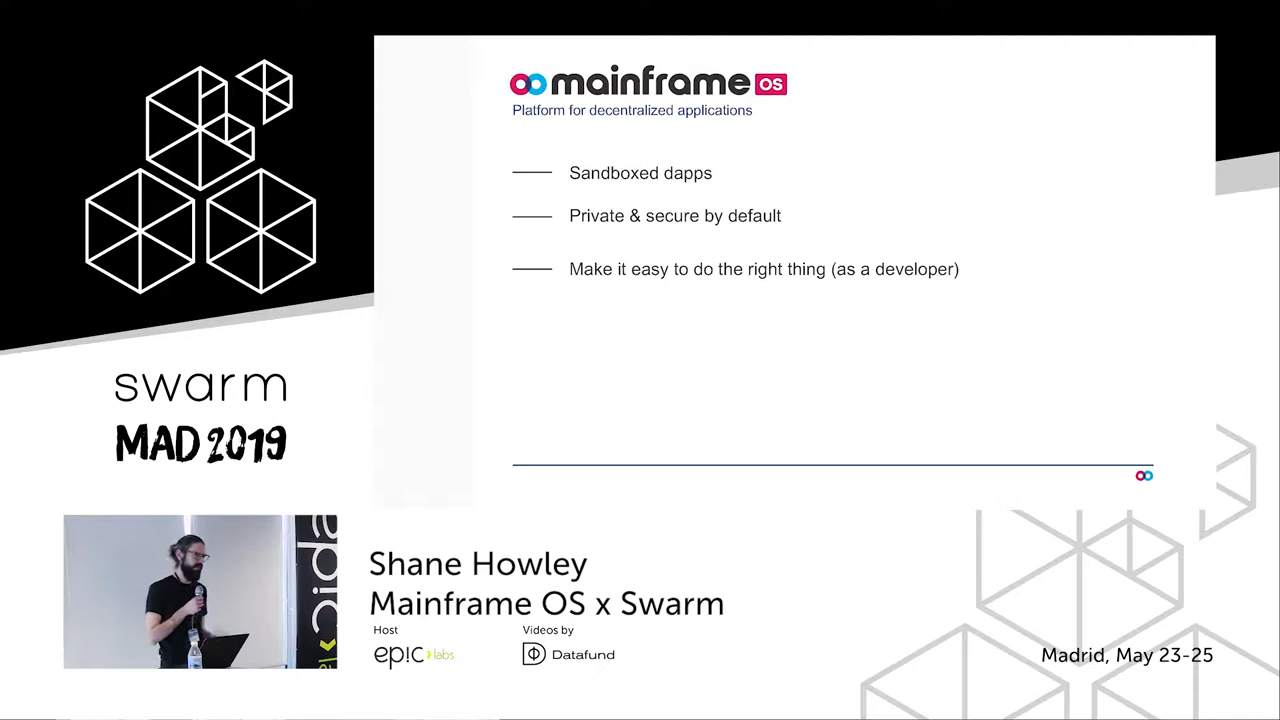 mainframe OS
Platform for decentralized applications
Sandboxed dapps
Private & secure by default
Make it easy to do the right thing (as a developer)
swarm
MAD 2019
Shane Howley
Mainframe OS x Swarm
Host
Videos by
ep!c labs
Datafund
Madrid, May 23-25